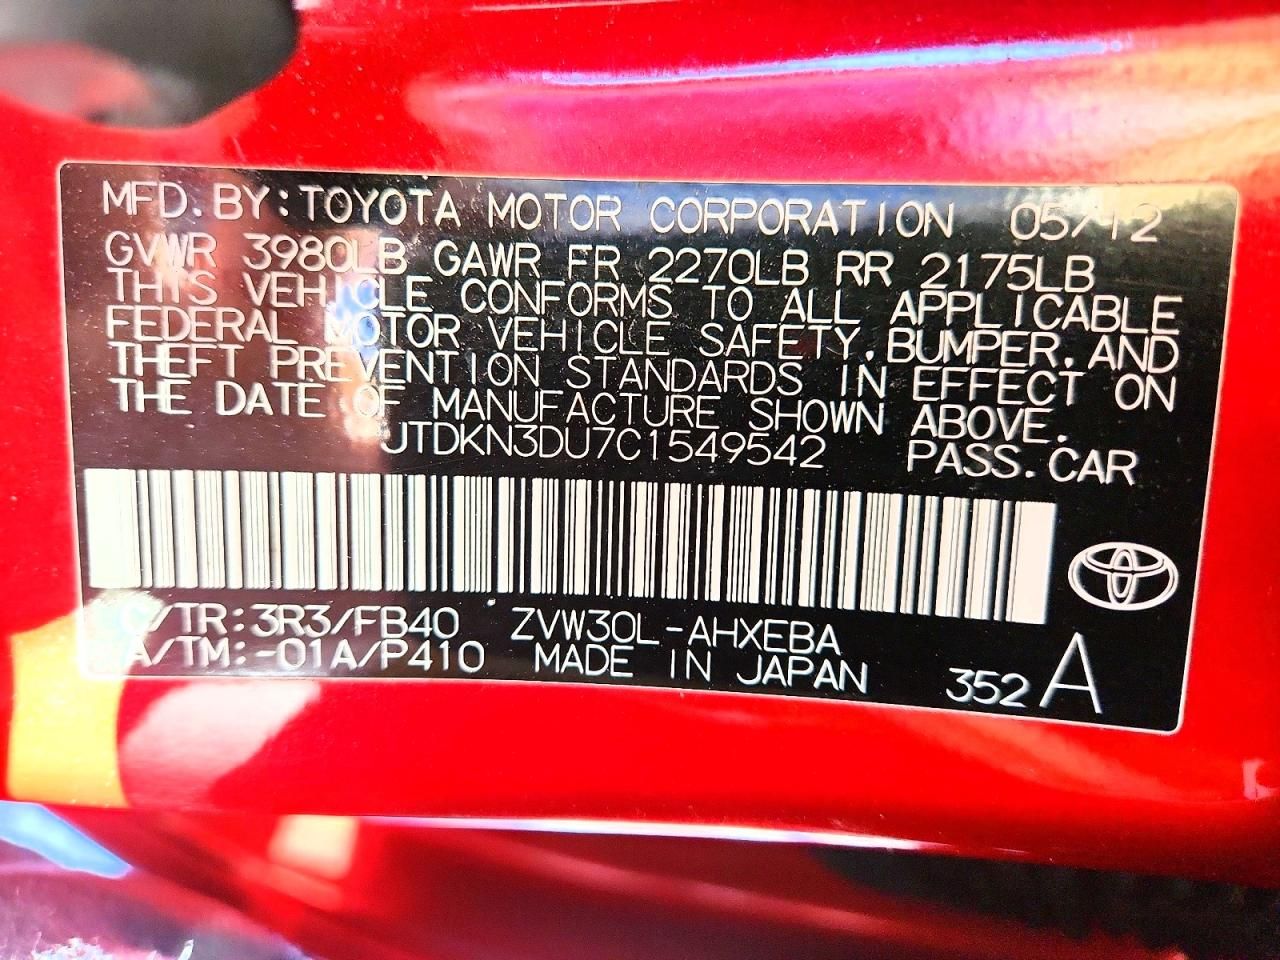 MFD. BY: TOYOTA MOTOR CORPORATION 05/12
GVWR 3980LB GAWR FR 2270LB RR 2175LB
THIS VEHICLE CONFORMS TO ALL APPLICABLE
FEDERAL MOTOR VEHICLE SAFETY, BUMPER, AND
THEFT PREVENTION STANDARDS IN EFFECT ON
THE DATE OF MANUFACTURE SHOWN ABOVE.
JTDKN3DU7C1549542 PASS. CAR
C/TR: 3R3/FB40 ZVW30L-AHXEBA
A/TM: -01A/P410 MADE IN JAPAN 352 A